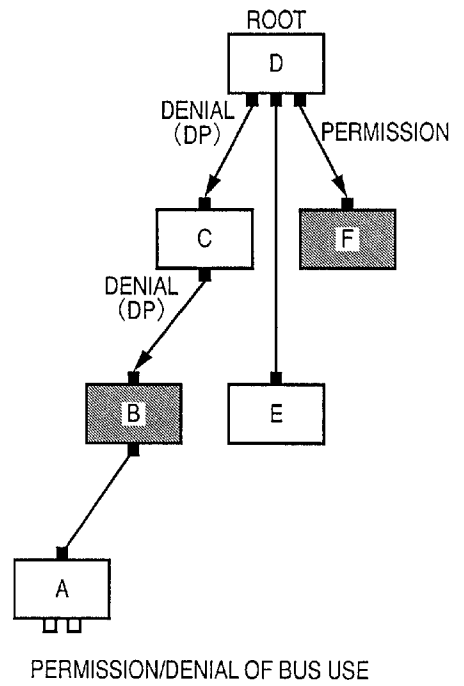 ROOT
D
DENIAL
(DP)
PERMISSION
C
F
DENIAL
(DP)
B
E
A
PERMISSION/DENIAL OF BUS USE